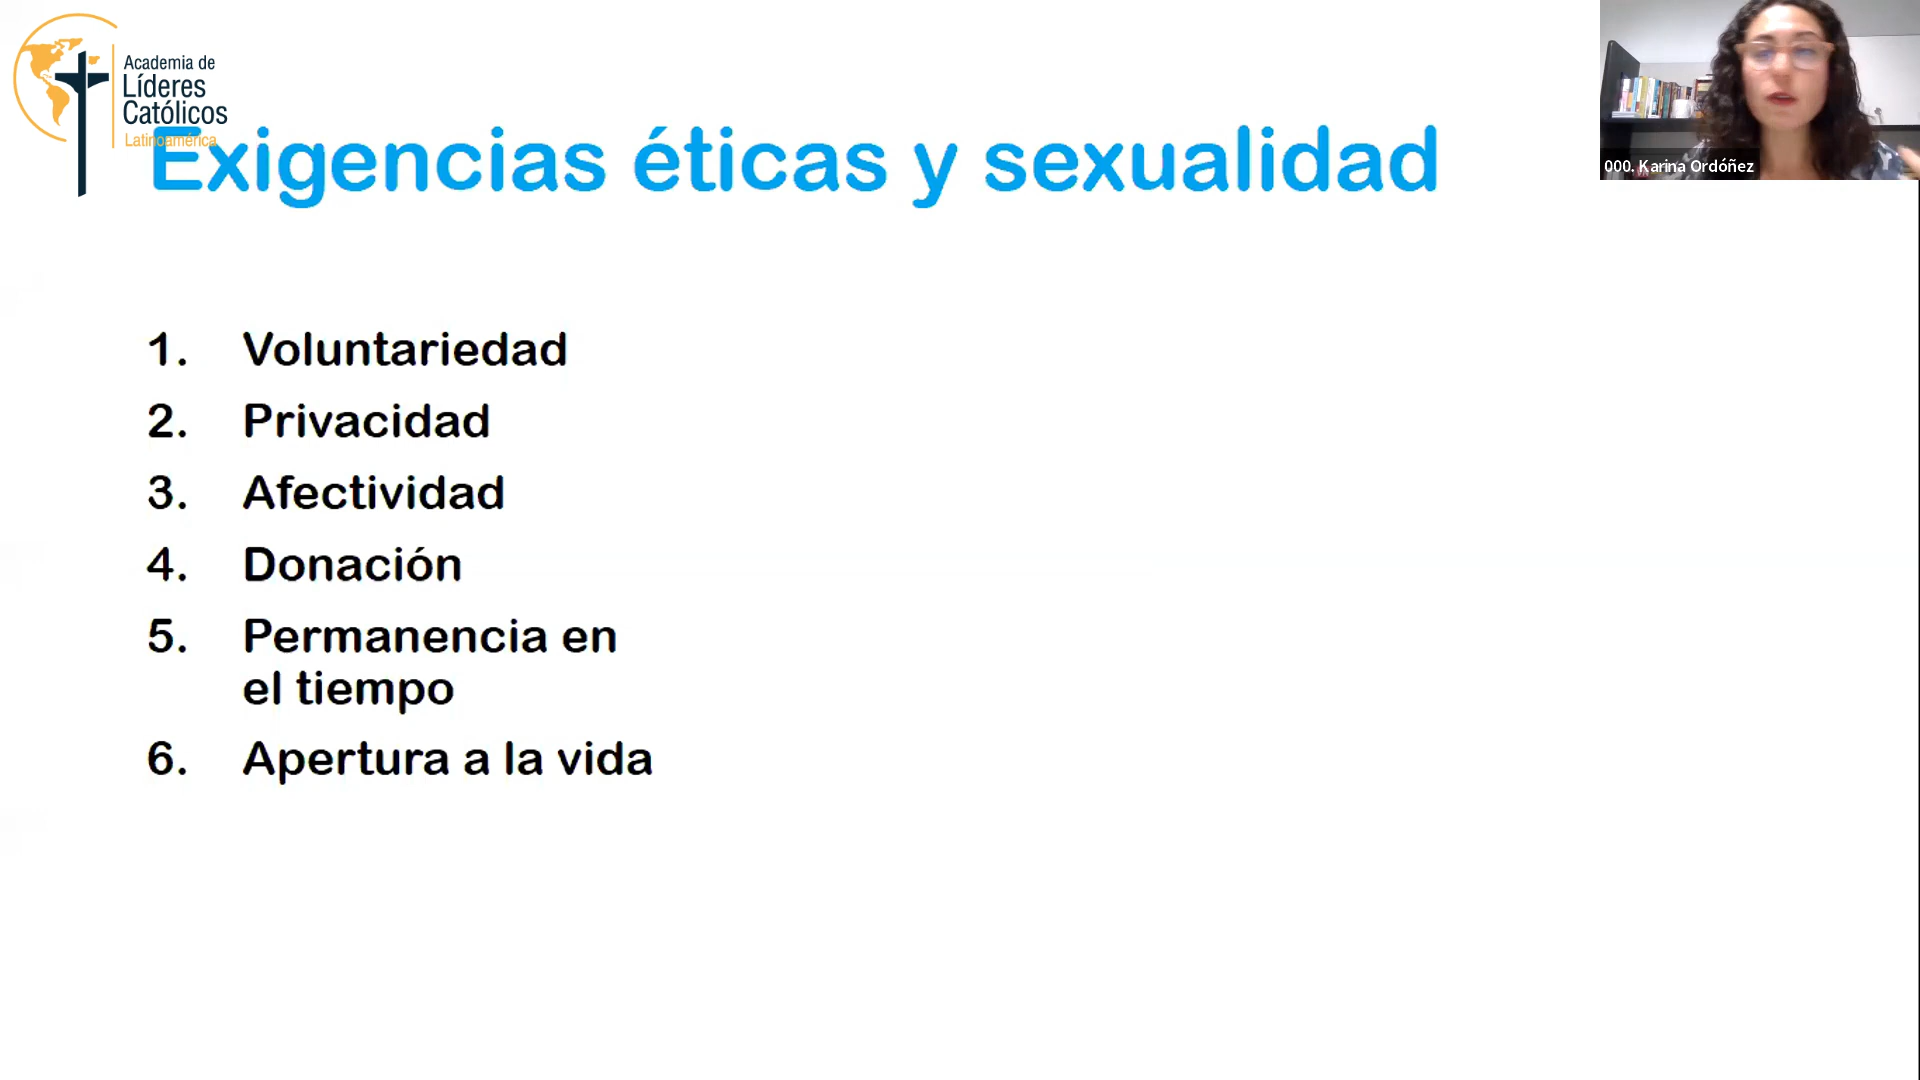 Academia de
Líderes
Católicos
Latinoamérica
Exigencias éticas y sexualidad
000. Karina Ordóñez
1. Voluntariedad
2. Privacidad
3. Afectividad
4. Donación
5. Permanencia en
el tiempo
6. Apertura a la vida